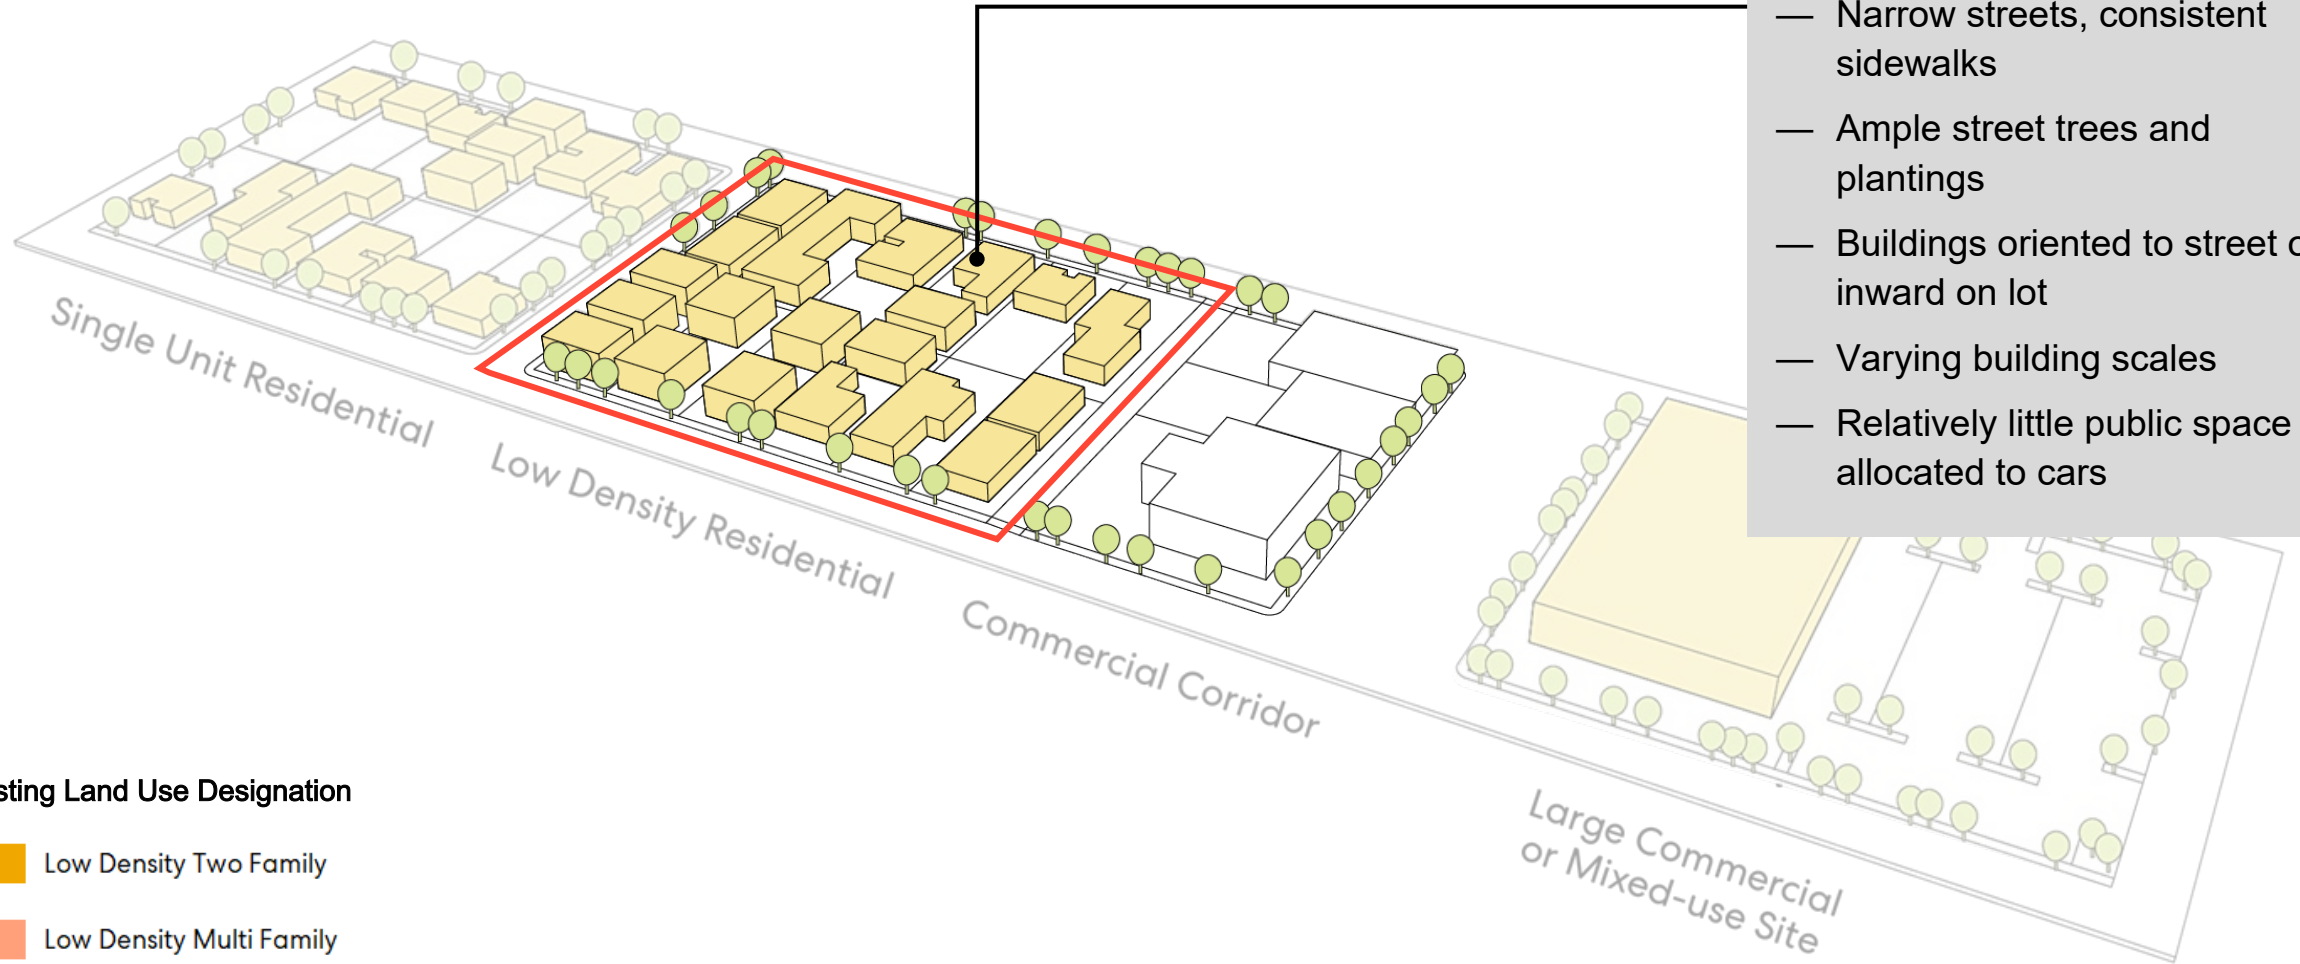 — Narrow streets, consistent
sidewalks
— Ample street trees and
plantings
— Buildings oriented to street
inward on lot
— Varying building scales
— Relatively little public space
allocated to cars
Single Unit Residential
Low Density Residential
Commercial Corridor
Large Commercial
or Mixed-use Site
sting Land Use Designation
Low Density Two Family
Low Density Multi Family